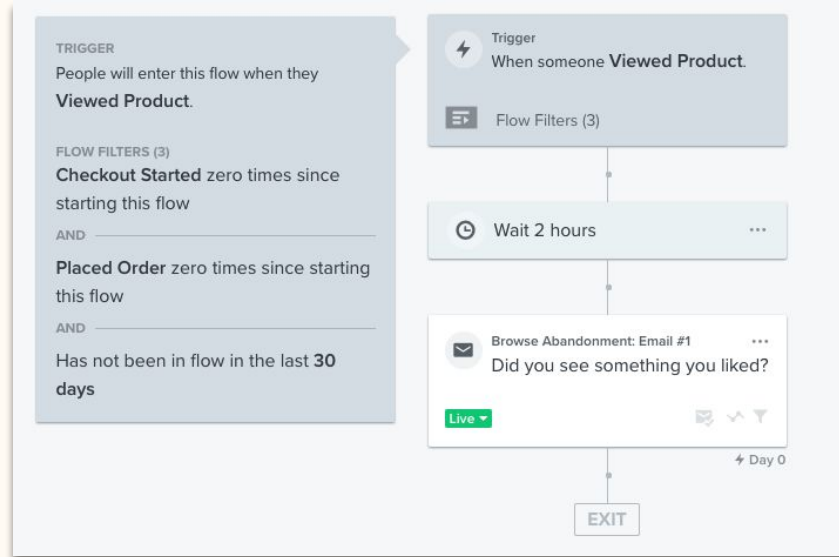 TRIGGER
People will enter this flow when they
Viewed Product.
FLOW FILTERS (3)
Checkout Started zero times since
starting this flow
AND
Placed Order zero times since starting
this flow
AND
Has not been in flow in the last 30
days
Trigger
When someone Viewed Product.
Flow Filters (3)
Wait 2 hours
Browse Abandonment: Email #1
Did you see something you liked?
Live
Day 0
EXIT